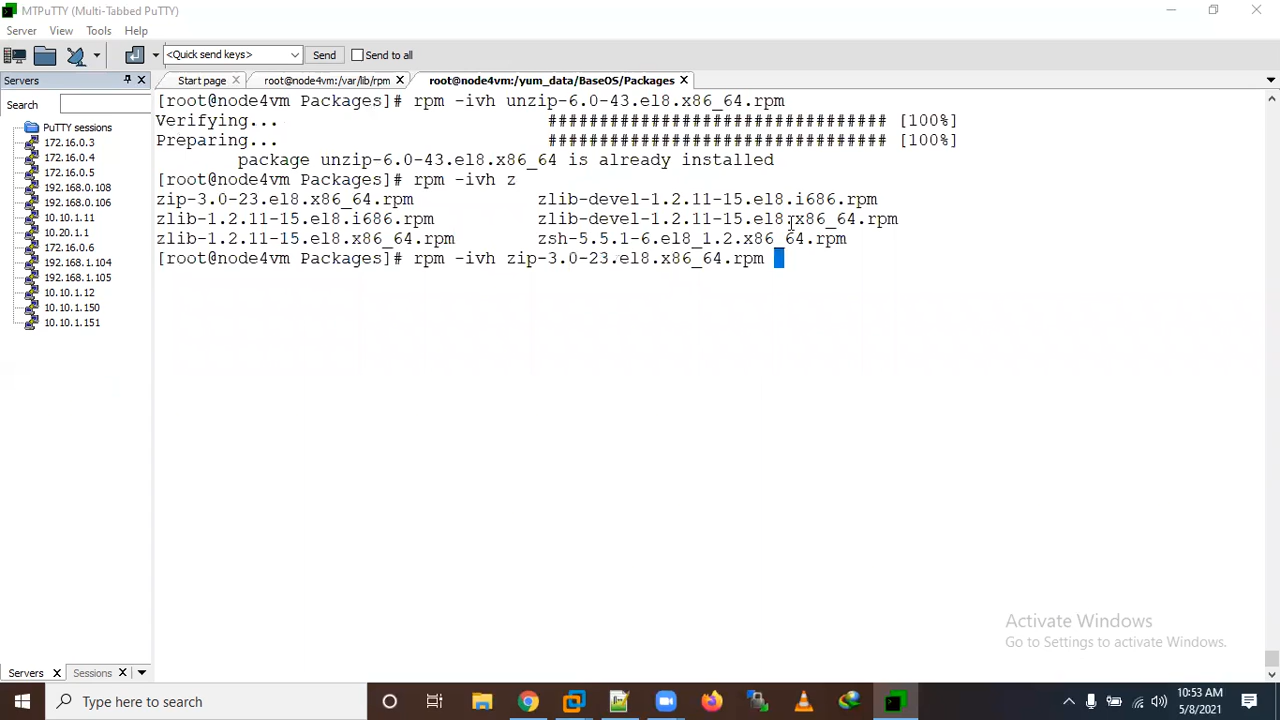 MTPuTTY (Multi-Tabbed PuTTY)
Server View Tools Help
<Quick send keys> Send Send to all
Servers
Start page
root@node4vm:/var/lib/rpm
root@node4vm:/yum_data/BaseOS/Packages
Search
PuTTY sessions
172.16.0.3
172.16.0.4
172.16.0.5
192.168.0.108
192.168.0.106
10.10.1.11
10.20.1.1
172.16.0.6
192.168.1.104
192.168.1.105
10.10.1.12
10.10.1.150
10.10.1.151
[root@node4vm Packages]# rpm -ivh unzip-6.0-43.el8.x86_64.rpm
Verifying... ################################# [100%]
Preparing... ################################# [100%]
package unzip-6.0-43.el8.x86_64 is already installed
[root@node4vm Packages]# rpm -ivh z
zip-3.0-23.el8.x86_64.rpm zlib-devel-1.2.11-15.el8.i686.rpm
zlib-1.2.11-15.el8.i686.rpm zlib-devel-1.2.11-15.el8.x86_64.rpm
zlib-1.2.11-15.el8.x86_64.rpm zsh-5.5.1-6.el8_1.2.x86_64.rpm
[root@node4vm Packages]# rpm -ivh zip-3.0-23.el8.x86_64.rpm
Activate Windows
Go to Settings to activate Windows.
Servers Sessions
Type here to search
10:53 AM
5/8/2021